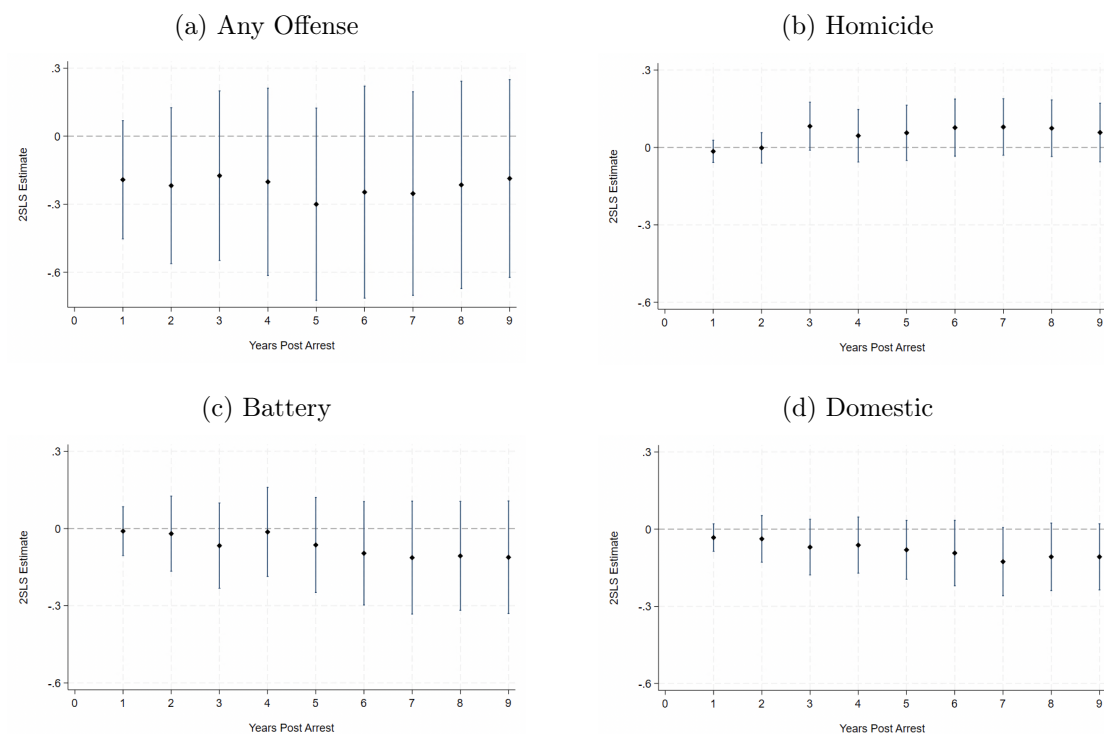 (a) Any Offense
.3
0
-.3
-.6
2SLS Estimate
0 1 2 3 4 5 6 7 8 9
Years Post Arrest
(b) Homicide
.3
0
-.3
-.6
2SLS Estimate
0 1 2 3 4 5 6 7 8 9
Years Post Arrest
(c) Battery
.3
0
-.3
-.6
2SLS Estimate
0 1 2 3 4 5 6 7 8 9
Years Post Arrest
(d) Domestic
.3
0
-.3
-.6
2SLS Estimate
0 1 2 3 4 5 6 7 8 9
Years Post Arrest